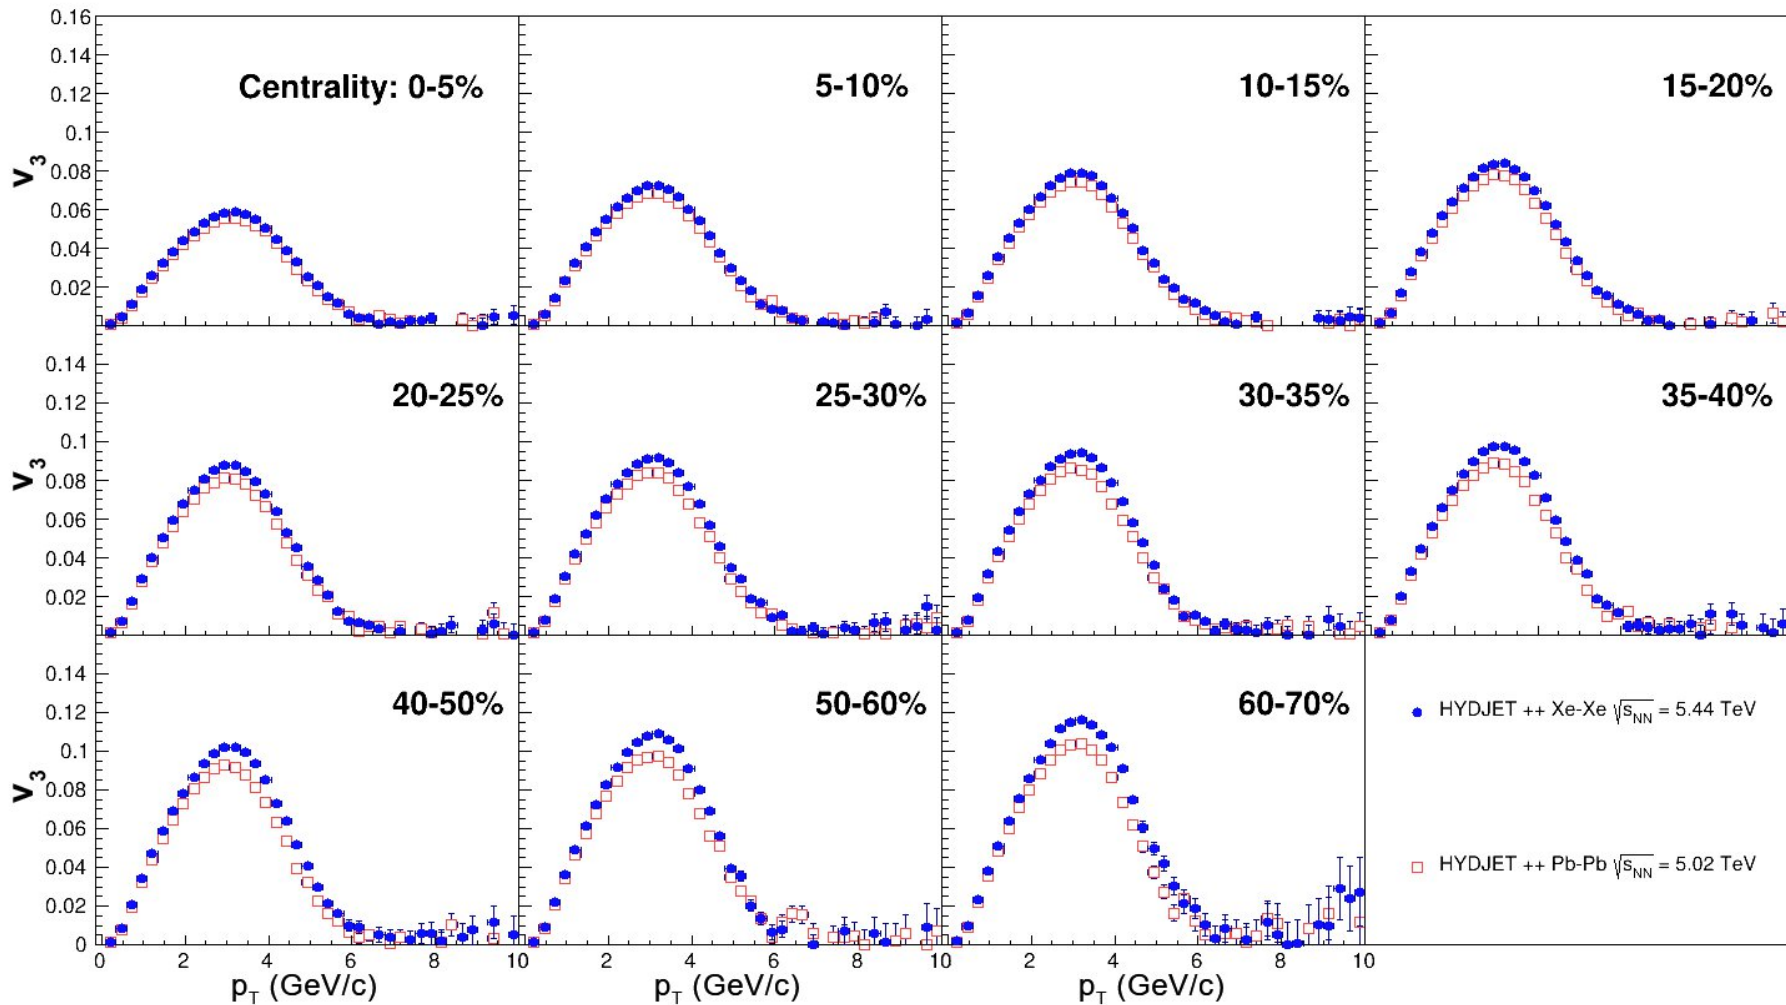 0.16
0.14
0.12
0.1
0.08
0.06
0.04
0.02
v3
Centrality: 0-5%
5-10%
10-15%
15-20%
0.14
0.12
0.1
0.08
0.06
0.04
0.02
v3
20-25%
25-30%
30-35%
35-40%
0.14
0.12
0.1
0.08
0.06
0.04
0.02
0
v3
40-50%
50-60%
60-70%
HYDJET ++ Xe-Xe √sNN = 5.44 TeV
HYDJET ++ Pb-Pb √sNN = 5.02 TeV
0 2 4 6 8 10
2 4 6 8 10
2 4 6 8 10
pT (GeV/c)
pT (GeV/c)
pT (GeV/c)